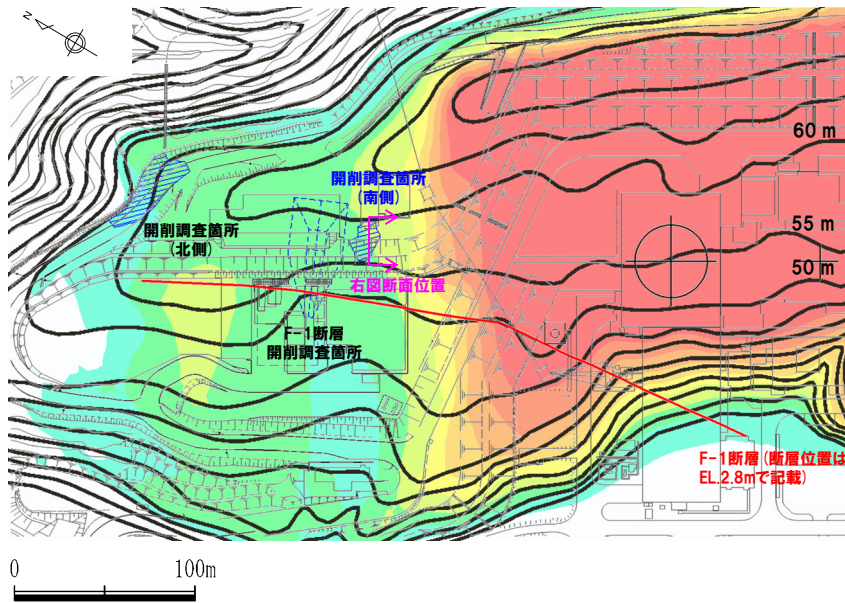 N
60 m
開削調査箇所
(南側)
開削調査箇所
(北側)
55 m
50 m
右図断面位置
F-1断層
開削調査箇所
F-1断層(断層位置は
EL.2.8mで記載)
0 100m